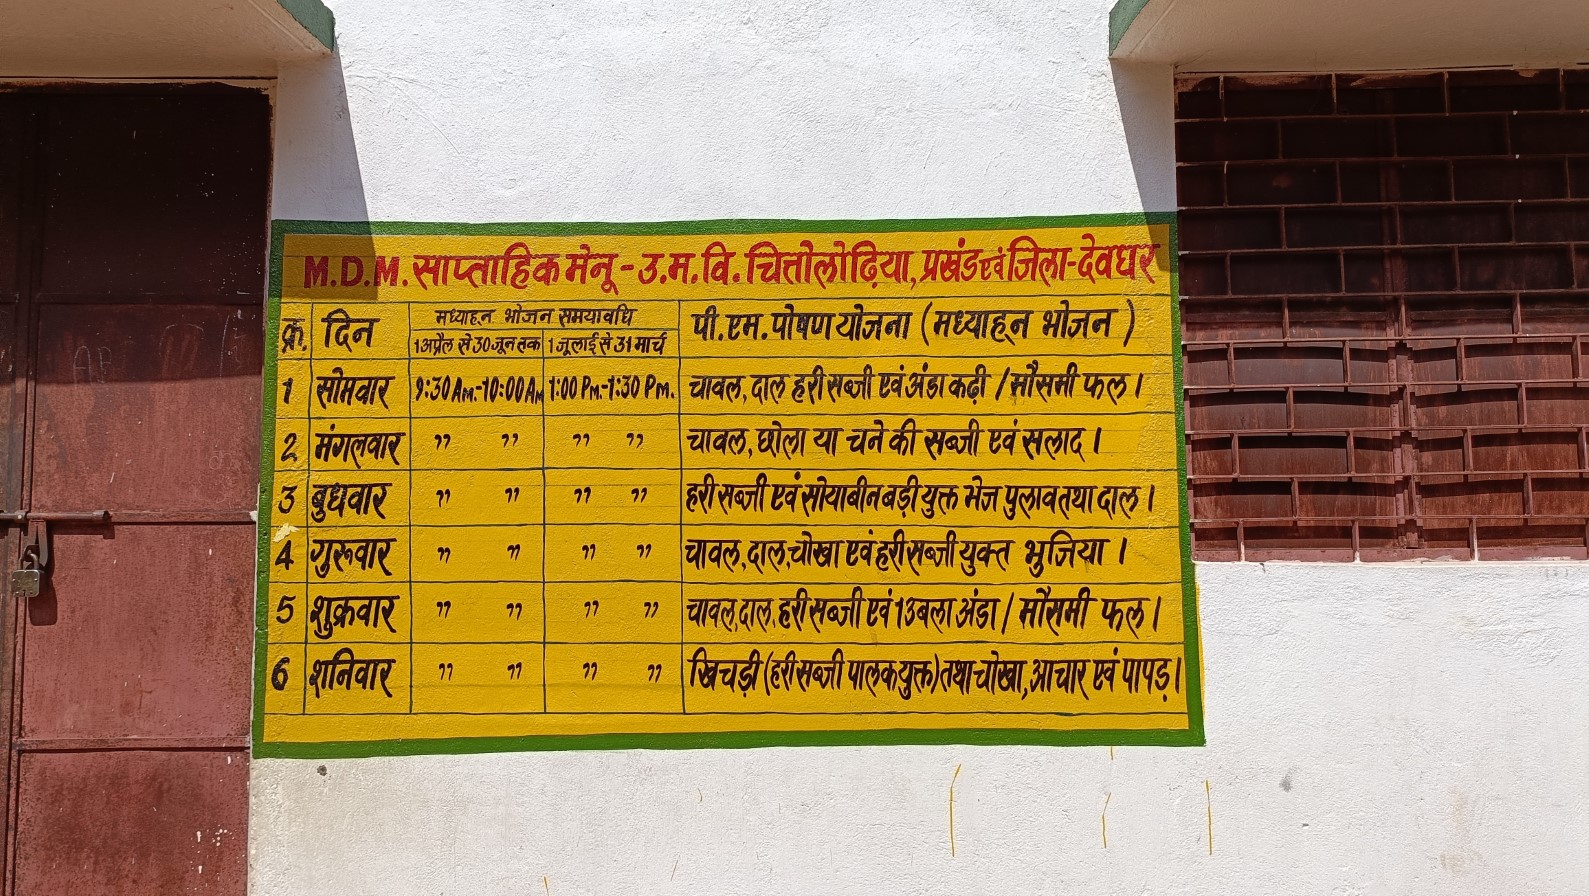 M.D.M. साप्ताहिक मेनू - उ.म.वि. चित्तोलोढ़िया, प्रखंड एवं जिला - देवघर
क्र. दिन मध्याह्न भोजन समयावधि पी.एम. पोषण योजना (मध्याह्न भोजन)
1 अप्रैल से 30 जून तक 1 जूलाई से 31 मार्च
1 सोमवार 9:30 Am.-10:00 Am 1:00 Pm.-1:30 Pm. चावल, दाल हरी सब्जी एवं अंडा कढ़ी / मौसमी फल।
2 मंगलवार " " " " चावल, छोला या चने की सब्जी एवं सलाद।
3 बुधवार " " " " हरी सब्जी एवं सोयाबीन बड़ी युक्त भेज पुलाव तथा दाल।
4 गुरूवार " " " " चावल, दाल, चोखा एवं हरी सब्जी युक्त भुजिया।
5 शुक्रवार " " " " चावल, दाल, हरी सब्जी एवं 1 उबला अंडा / मौसमी फल।
6 शनिवार " " " " खिचड़ी (हरी सब्जी पालक युक्त) तथा चोखा, आचार एवं पापड़।